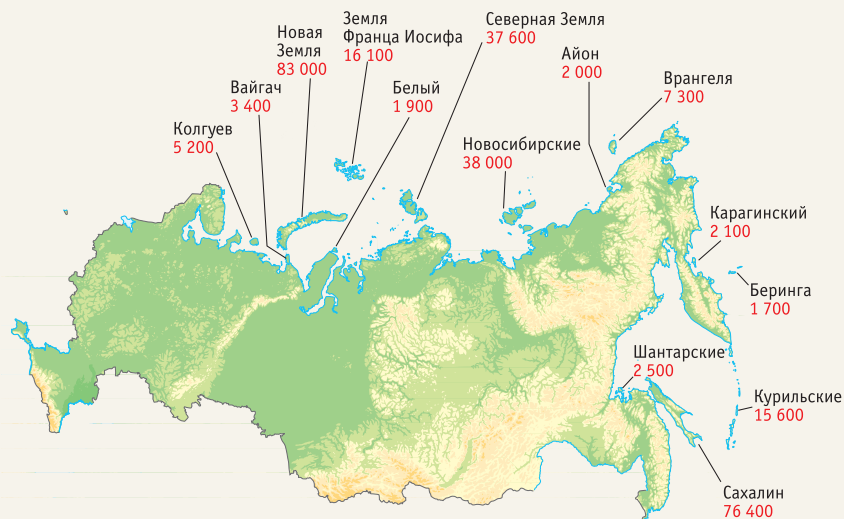 Земля
Франца Иосифа
16 100
Северная Земля
37 600
Новая
Земля
83 000
Айон
2 000
Врангеля
7 300
Вайгач
3 400
Белый
1 900
Колгуев
5 200
Новосибирские
38 000
Карагинский
2 100
Беринга
1 700
Шантарские
2 500
Курильские
15 600
Сахалин
76 400